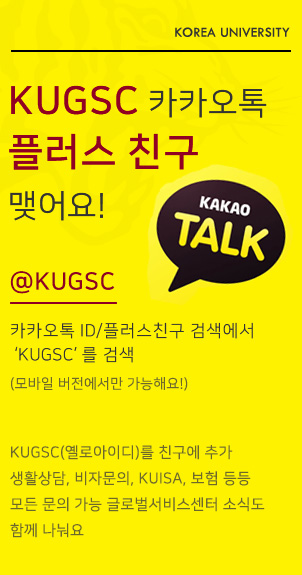 KOREA UNIVERSITY
KUGSC 카카오톡
플러스 친구
맺어요!
KAKAO
TALK
@KUGSC
카카오톡 ID/플러스친구 검색에서
‘KUGSC‘ 를 검색
(모바일 버전에서만 가능해요!)
KUGSC(옐로아이디)를 친구에 추가
생활상담, 비자문의, KUISA, 보험 등등
모든 문의 가능 글로벌서비스센터 소식도
함께 나눠요